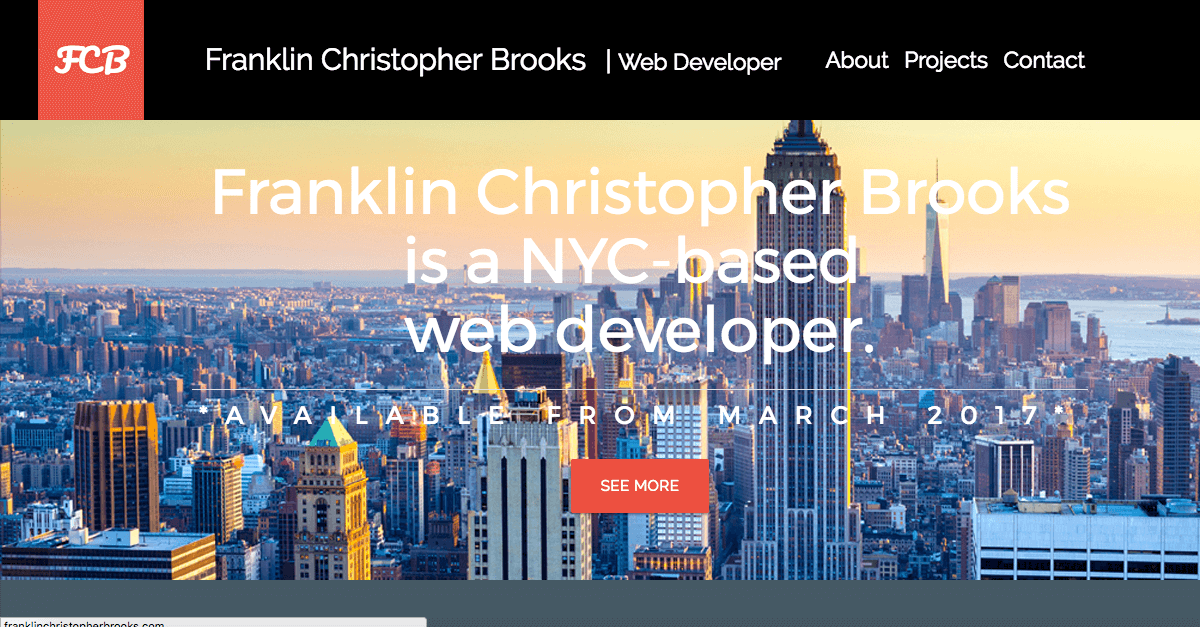 FCB
Franklin Christopher Brooks | Web Developer About Projects Contact
Franklin Christopher Brooks
is a NYC-based
web developer.
*AVAILABLE FROM MARCH 2017*
SEE MORE
franklinchristopherbrooks.com